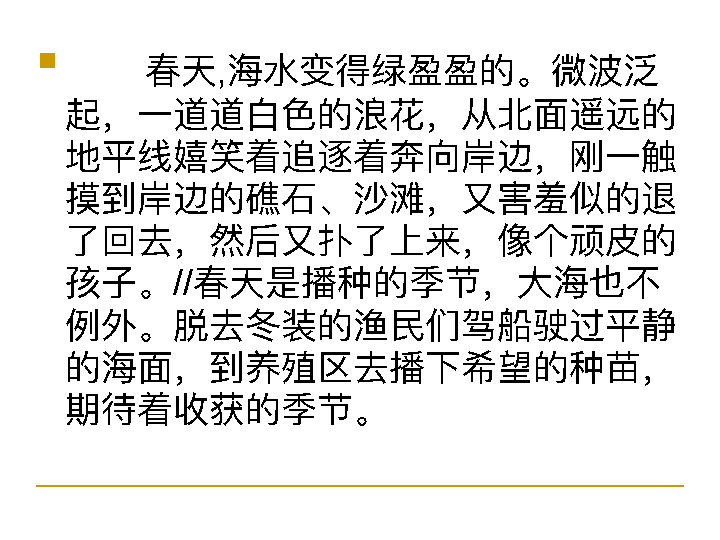 春天,海水变得绿盈盈的。微波泛
起，一道道白色的浪花，从北面遥远的
地平线嬉笑着追逐着奔向岸边，刚一触
摸到岸边的礁石、沙滩，又害羞似的退
了回去，然后又扑了上来，像个顽皮的
孩子。//春天是播种的季节，大海也不
例外。脱去冬装的渔民们驾船驶过平静
的海面，到养殖区去播下希望的种苗，
期待着收获的季节。